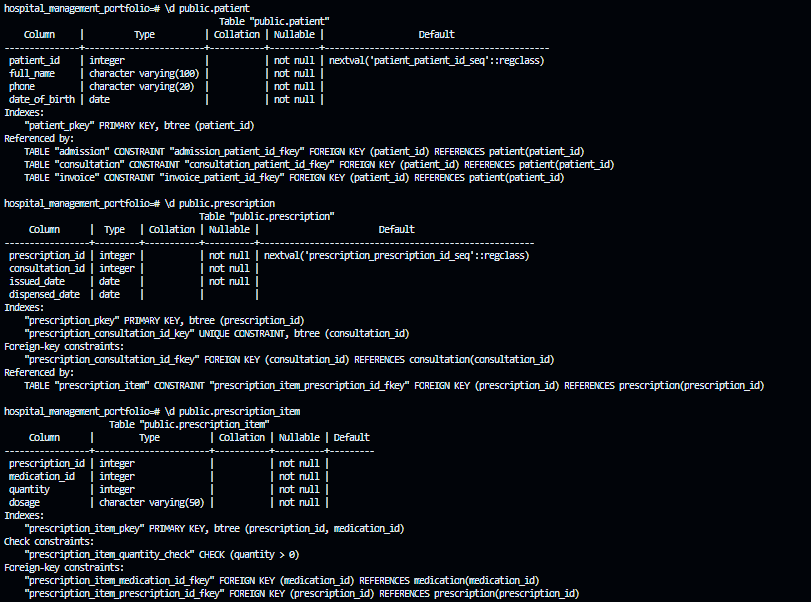 hospital_management_portfolio=# \d public.patient
                                          Table "public.patient"
    Column     |          Type          | Collation | Nullable |                   Default
---------------+------------------------+-----------+----------+---------------------------------------------
 patient_id    | integer                |           | not null | nextval('patient_patient_id_seq'::regclass)
 full_name     | character varying(100) |           | not null |
 phone         | character varying(20)  |           | not null |
 date_of_birth | date                   |           | not null |
Indexes:
    "patient_pkey" PRIMARY KEY, btree (patient_id)
Referenced by:
    TABLE "admission" CONSTRAINT "admission_patient_id_fkey" FOREIGN KEY (patient_id) REFERENCES patient(patient_id)
    TABLE "consultation" CONSTRAINT "consultation_patient_id_fkey" FOREIGN KEY (patient_id) REFERENCES patient(patient_id)
    TABLE "invoice" CONSTRAINT "invoice_patient_id_fkey" FOREIGN KEY (patient_id) REFERENCES patient(patient_id)

hospital_management_portfolio=# \d public.prescription
                                      Table "public.prescription"
     Column      |  Type   | Collation | Nullable |                        Default
-----------------+---------+-----------+----------+-------------------------------------------------------
 prescription_id | integer |           | not null | nextval('prescription_prescription_id_seq'::regclass)
 consultation_id | integer |           | not null |
 issued_date     | date    |           | not null |
 dispensed_date  | date    |           |          |
Indexes:
    "prescription_pkey" PRIMARY KEY, btree (prescription_id)
    "prescription_consultation_id_key" UNIQUE CONSTRAINT, btree (consultation_id)
Foreign-key constraints:
    "prescription_consultation_id_fkey" FOREIGN KEY (consultation_id) REFERENCES consultation(consultation_id)
Referenced by:
    TABLE "prescription_item" CONSTRAINT "prescription_item_prescription_id_fkey" FOREIGN KEY (prescription_id) REFERENCES prescription(prescription_id)

hospital_management_portfolio=# \d public.prescription_item
                    Table "public.prescription_item"
     Column      |         Type          | Collation | Nullable | Default
-----------------+-----------------------+-----------+----------+---------
 prescription_id | integer               |           | not null |
 medication_id   | integer               |           | not null |
 quantity        | integer               |           | not null |
 dosage          | character varying(50) |           | not null |
Indexes:
    "prescription_item_pkey" PRIMARY KEY, btree (prescription_id, medication_id)
Check constraints:
    "prescription_item_quantity_check" CHECK (quantity > 0)
Foreign-key constraints:
    "prescription_item_medication_id_fkey" FOREIGN KEY (medication_id) REFERENCES medication(medication_id)
    "prescription_item_prescription_id_fkey" FOREIGN KEY (prescription_id) REFERENCES prescription(prescription_id)